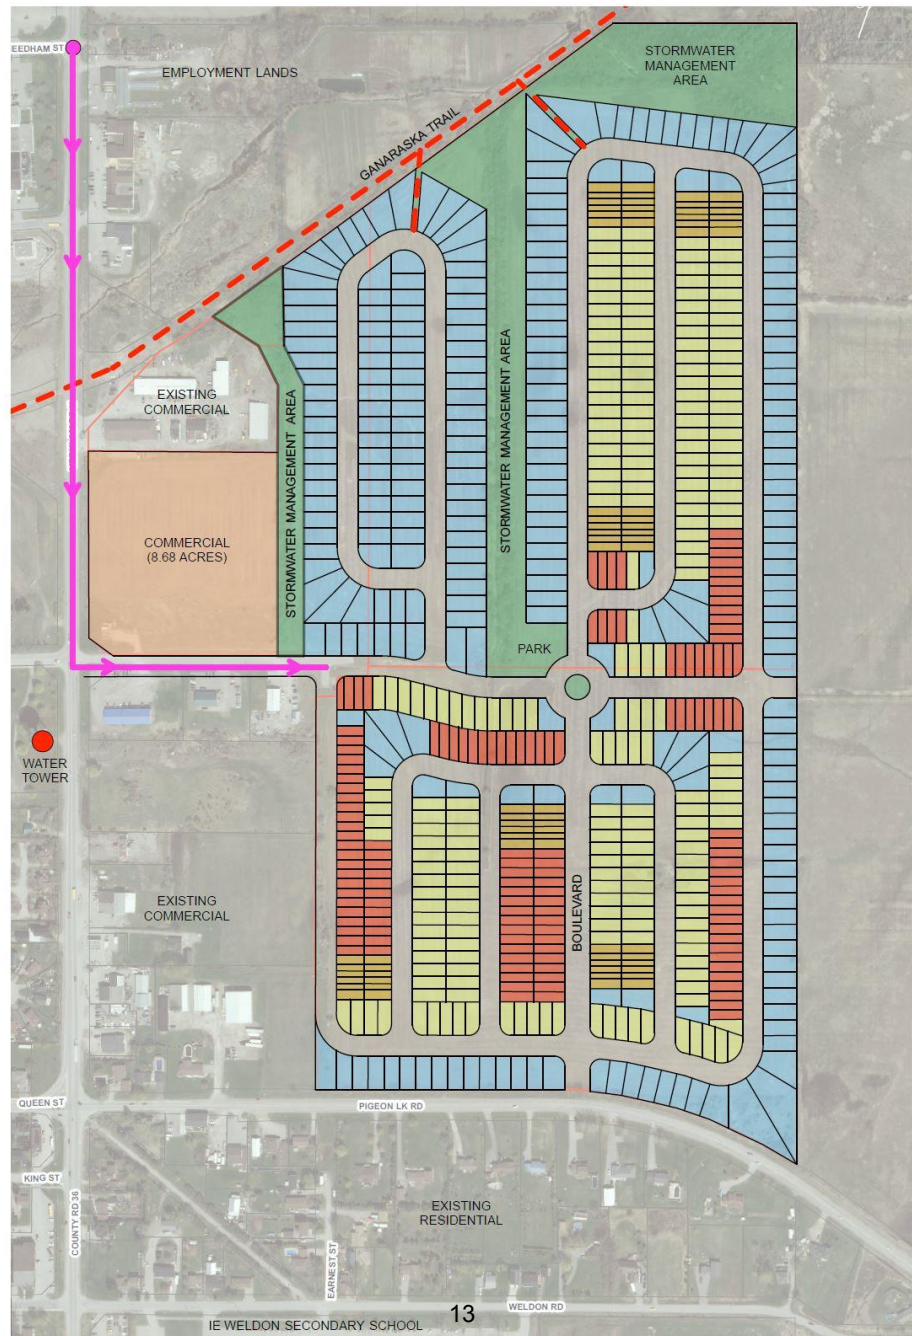 EEDHAM ST
EMPLOYMENT LANDS
STORMWATER
MANAGEMENT
AREA
GANARASKA TRAIL
EXISTING
COMMERCIAL
STORMWATER MANAGEMENT AREA
STORMWATER MANAGEMENT AREA
COMMERCIAL
(8.68 ACRES)
PARK
WATER
TOWER
EXISTING
COMMERCIAL
BOULEVARD
QUEEN ST
PIGEON LK RD
KING ST
COUNTY RD 36
EXISTING
RESIDENTIAL
EARNEST ST
WELDON RD
13
IE WELDON SECONDARY SCHOOL